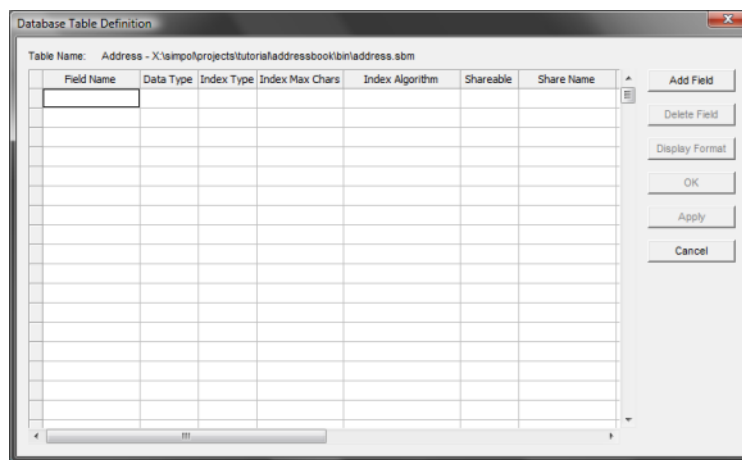 Database Table Definition
Table Name: Address - X:\simpol\projects\tutorial\addressbook\bin\address.sbm
Field Name Data Type Index Type Index Max Chars Index Algorithm Shareable Share Name
Add Field
Delete Field
Display Format
OK
Apply
Cancel